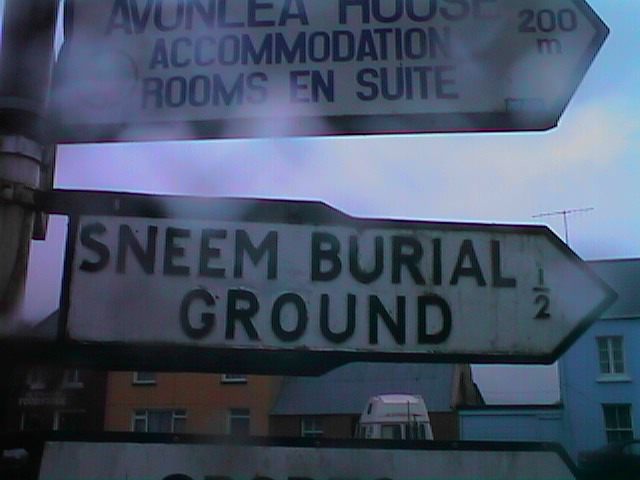 AVONLEA HOUSE
ACCOMMODATION
ROOMS EN SUITE
200
m
SNEEM BURIAL
GROUND
1/2